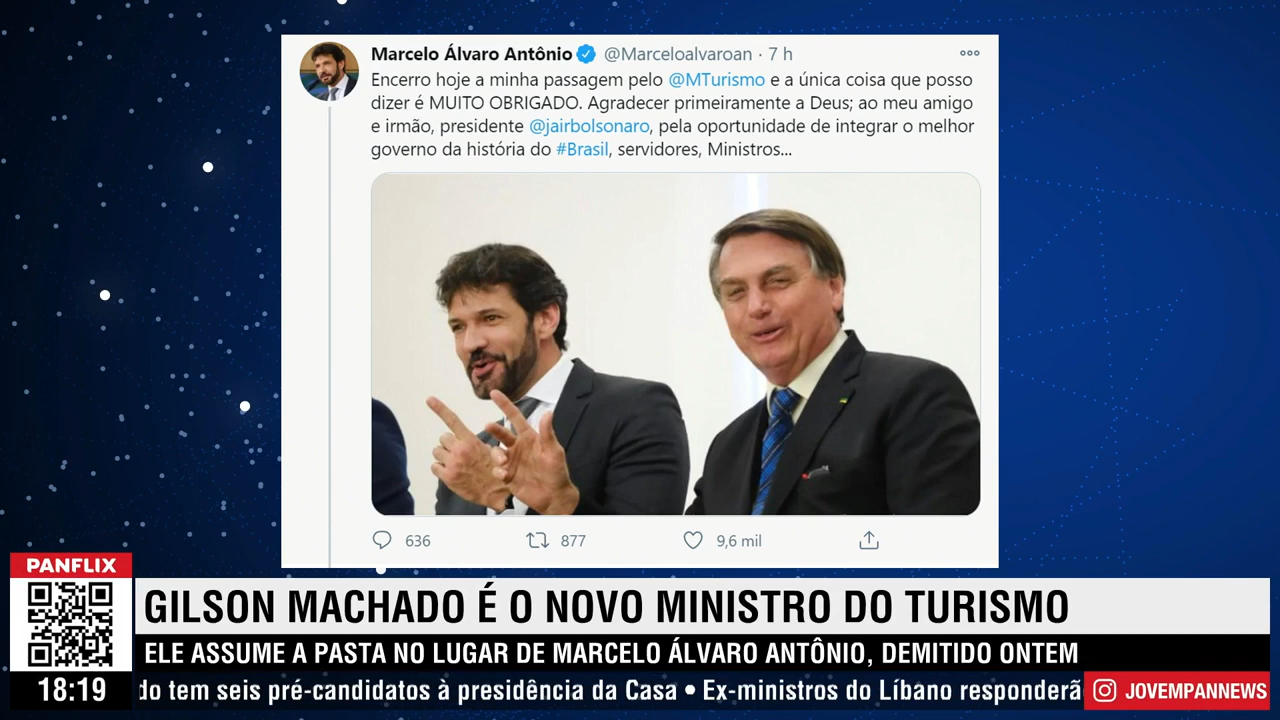 Marcelo Álvaro Antônio @Marceloalvaroan · 7 h
Encerro hoje a minha passagem pelo @MTurismo e a única coisa que posso
dizer é MUITO OBRIGADO. Agradecer primeiramente a Deus; ao meu amigo
e irmão, presidente @jairbolsonaro, pela oportunidade de integrar o melhor
governo da história do #Brasil, servidores, Ministros...
636 877 9,6 mil
PANFLIX
GILSON MACHADO É O NOVO MINISTRO DO TURISMO
ELE ASSUME A PASTA NO LUGAR DE MARCELO ÁLVARO ANTÔNIO, DEMITIDO ONTEM
18:19 do tem seis pré-candidatos à presidência da Casa • Ex-ministros do Líbano responderã JOVEMPANNEWS